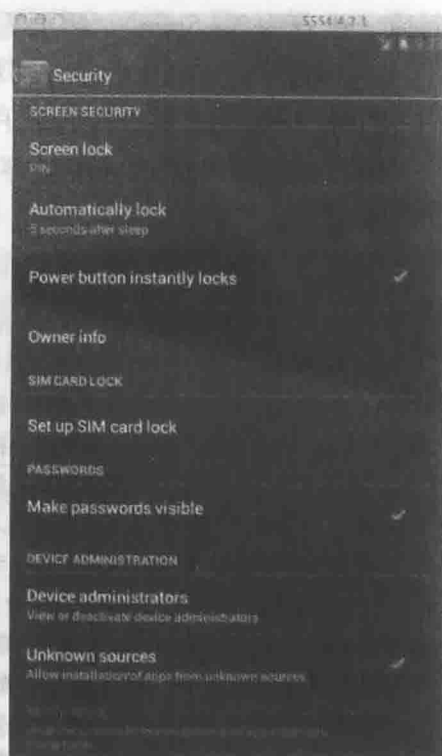 5554:4.2.1
Security
SCREEN SECURITY
Screen lock
PIN
Automatically lock
5 seconds after sleep
Power button instantly locks
Owner info
SIM CARD LOCK
Set up SIM card lock
PASSWORDS
Make passwords visible
DEVICE ADMINISTRATION
Device administrators
View or deactivate device administrators
Unknown sources
Allow installation of apps from unknown sources